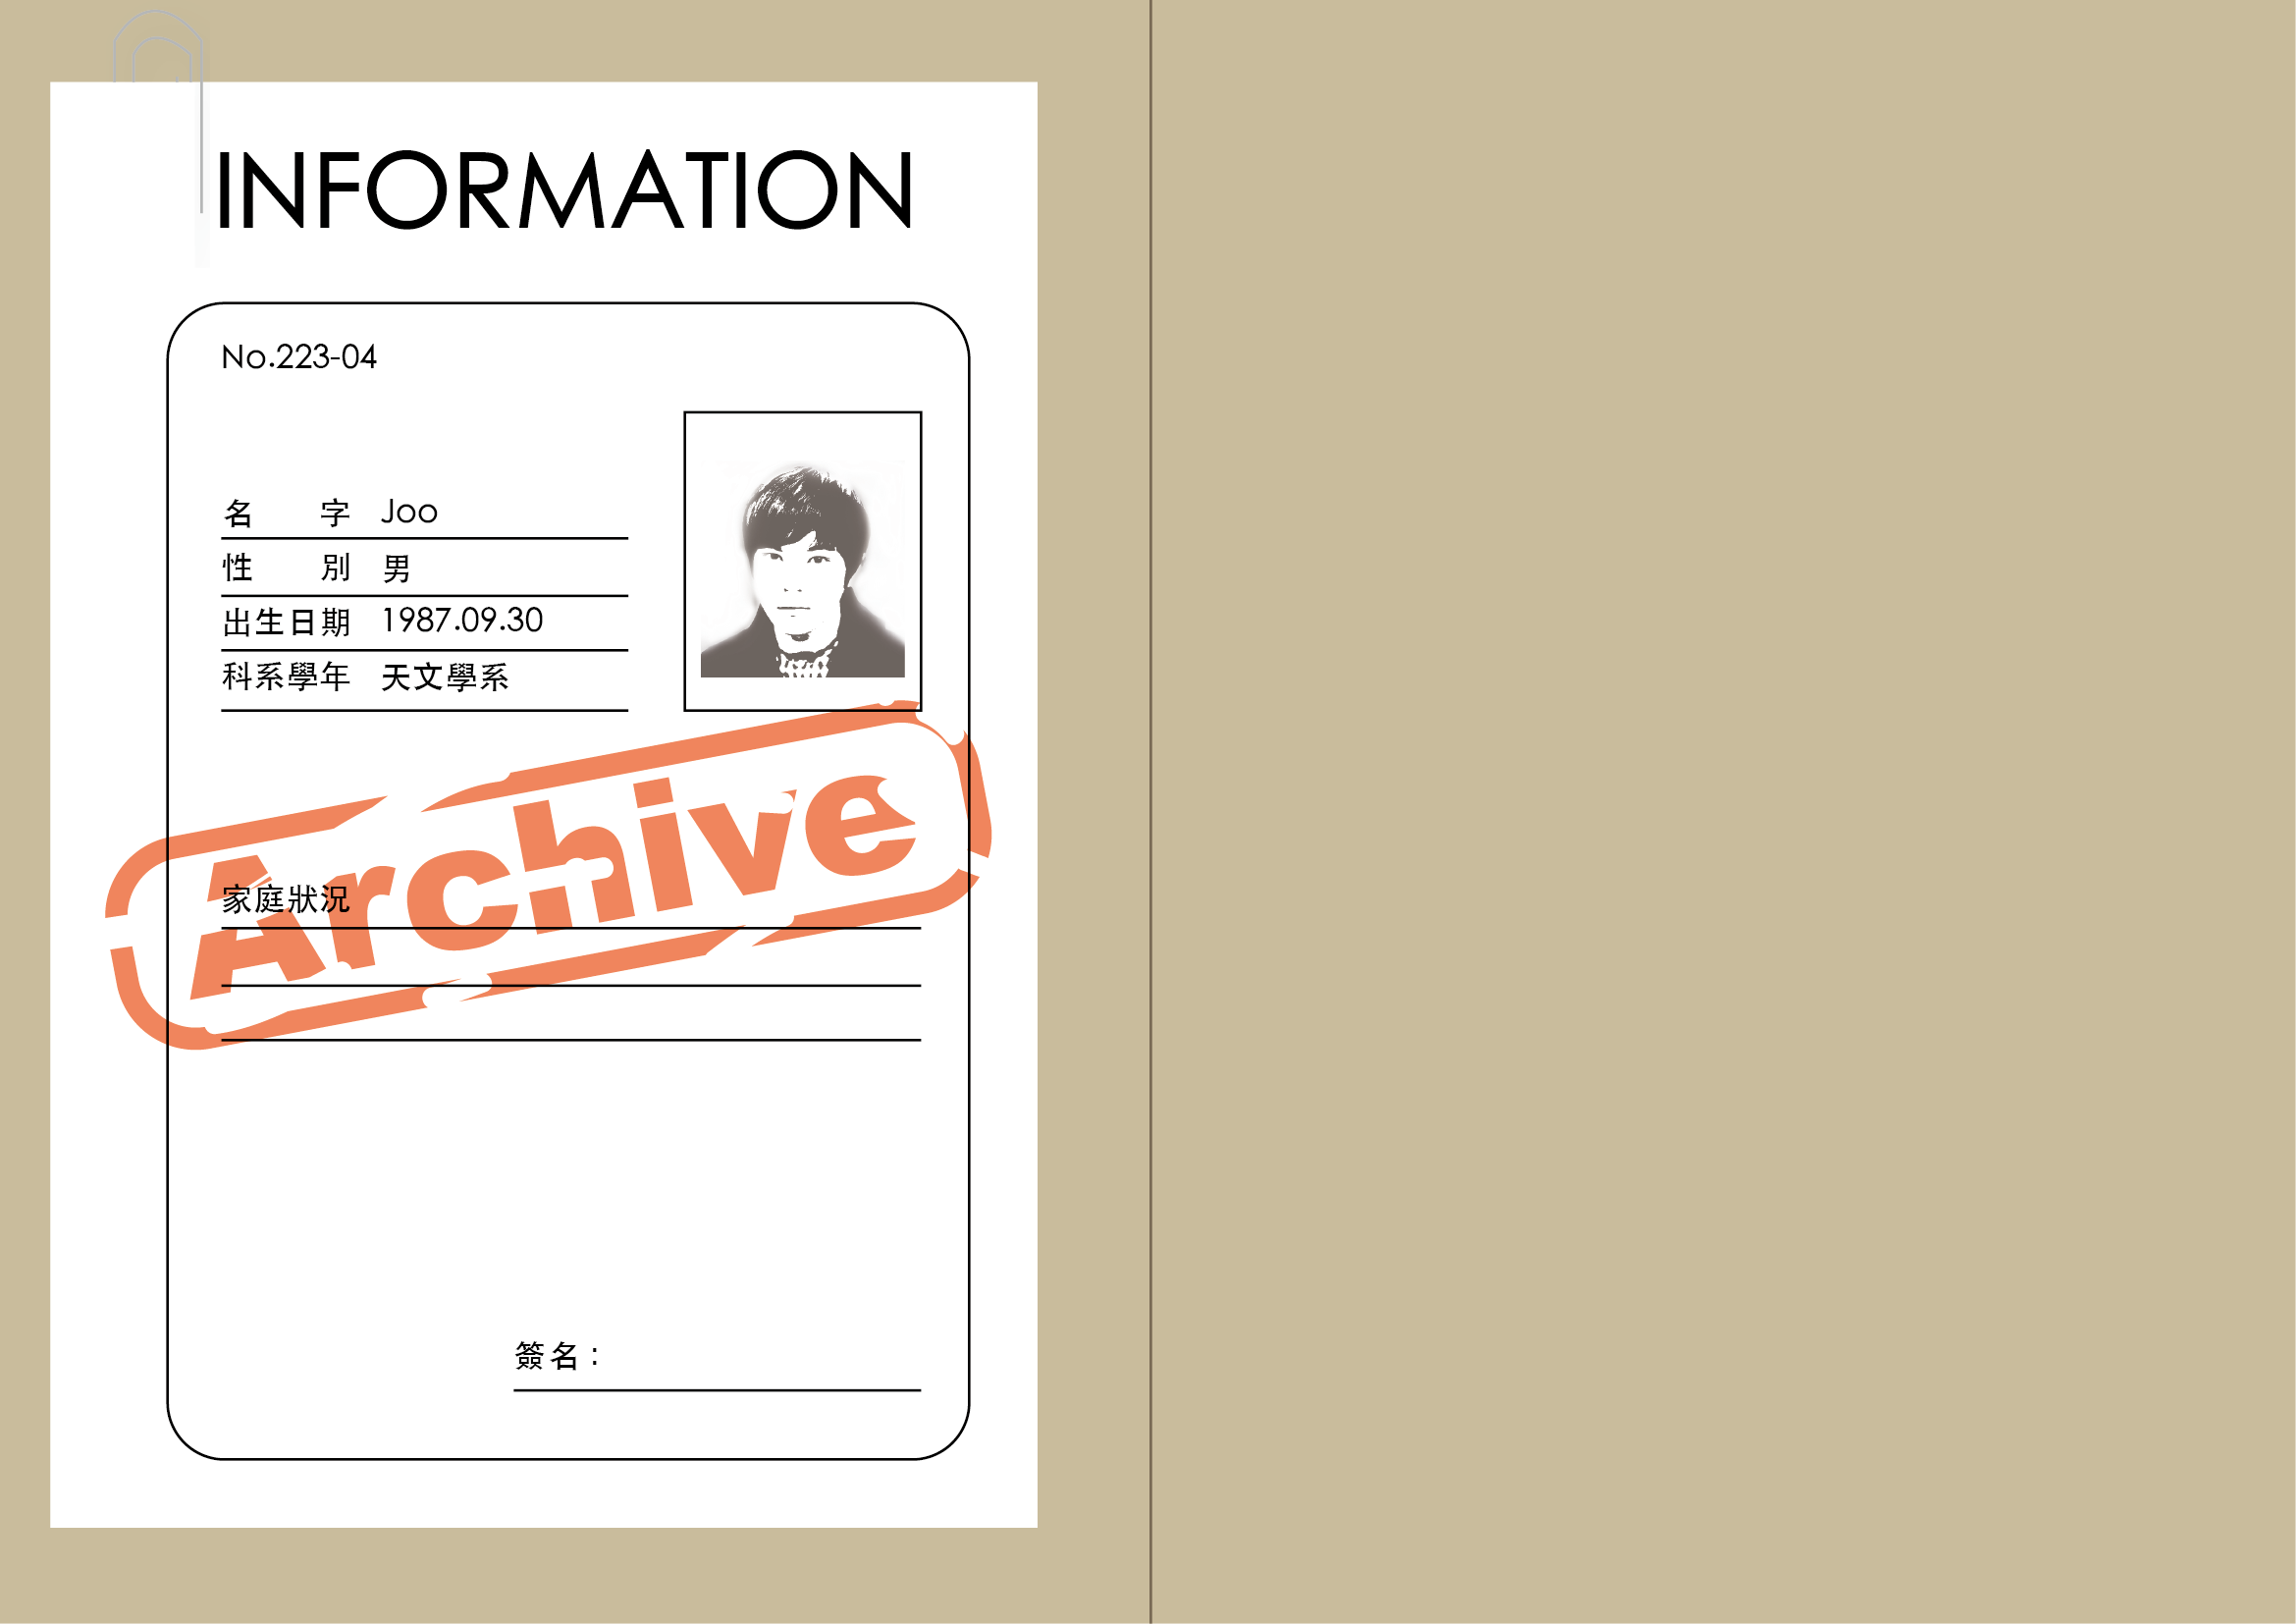 INFORMATION
No.223-04
名字 Joo
性別 男
出生日期 1987.09.30
科系學年 天文學系
Archive
家庭狀況
簽名：